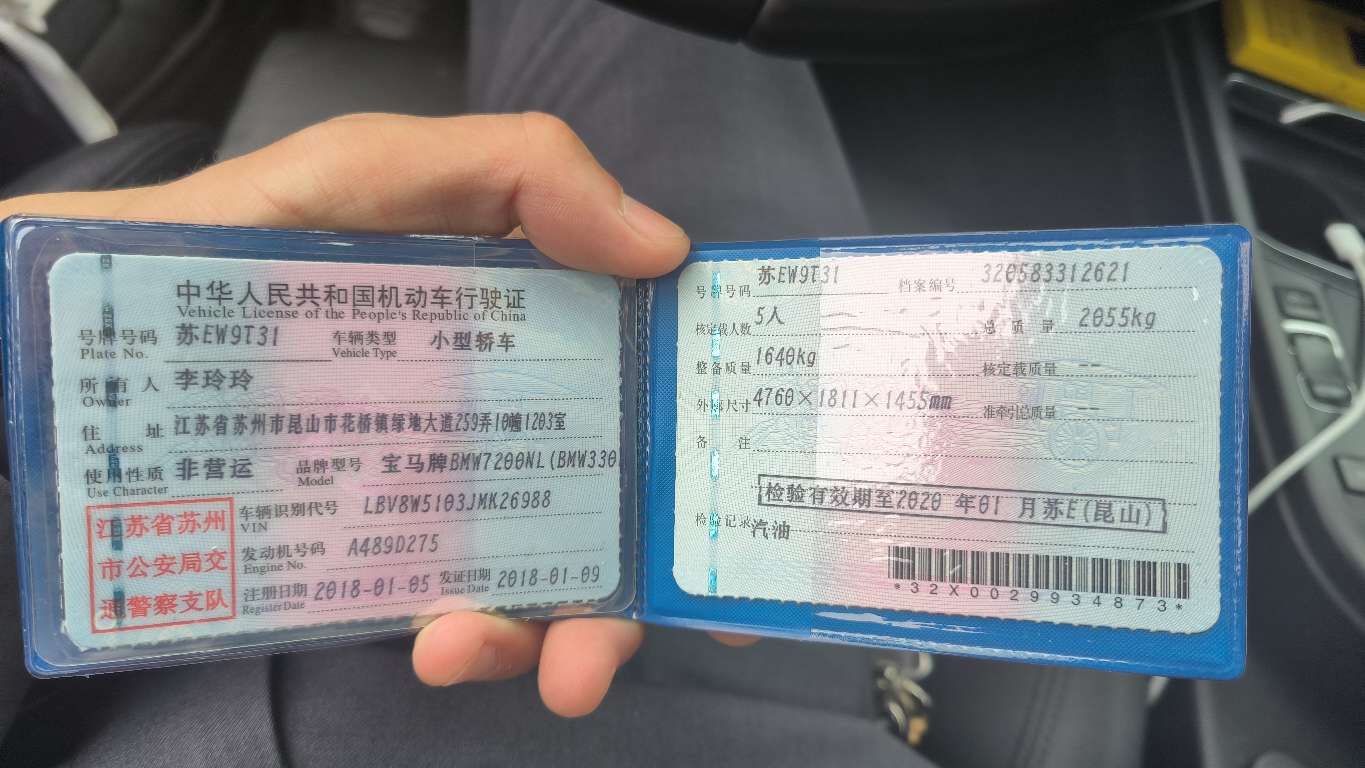 中华人民共和国机动车行驶证
Vehicle License of the People's Republic of China
号牌号码 苏EW9T31 车辆类型 小型轿车
Plate No. Vehicle Type
所有人 李玲玲
Owner
住址 江苏省苏州市昆山市花桥镇绿地大道259弄10幢1203室
Address
使用性质 非营运 品牌型号 宝马牌BMW7200NL(BMW330
Use Character Model
江苏省苏州
市公安局交
通警察支队
车辆识别代号 LBV8W5103JMK26988
VIN
发动机号码 A489D275
Engine No.
注册日期 2018-01-05 发证日期 2018-01-09
Register Date Issue Date
号牌号码 苏EW9T31 档案编号 320583312621
核定载人数 5人 总质量 2055kg
整备质量 1640kg 核定载质量 --
外廓尺寸 4760×1811×1455mm 准牵引总质量 --
备注
检验有效期至2020年01月苏E(昆山)
检验记录 汽油
*32X0029934873*